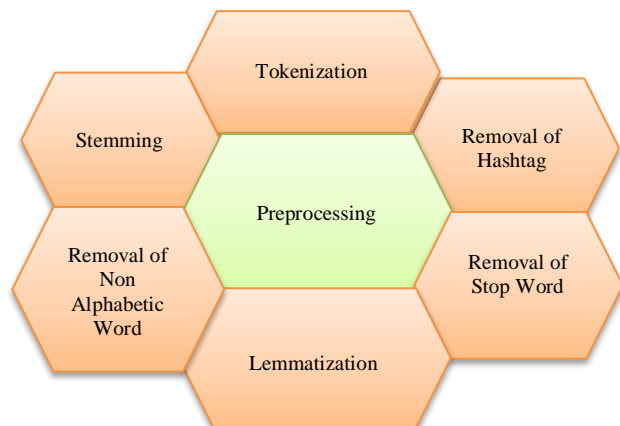 Tokenization
Stemming
Removal of
Hashtag
Preprocessing
Removal of
Non
Alphabetic
Word
Removal of
Stop Word
Lemmatization